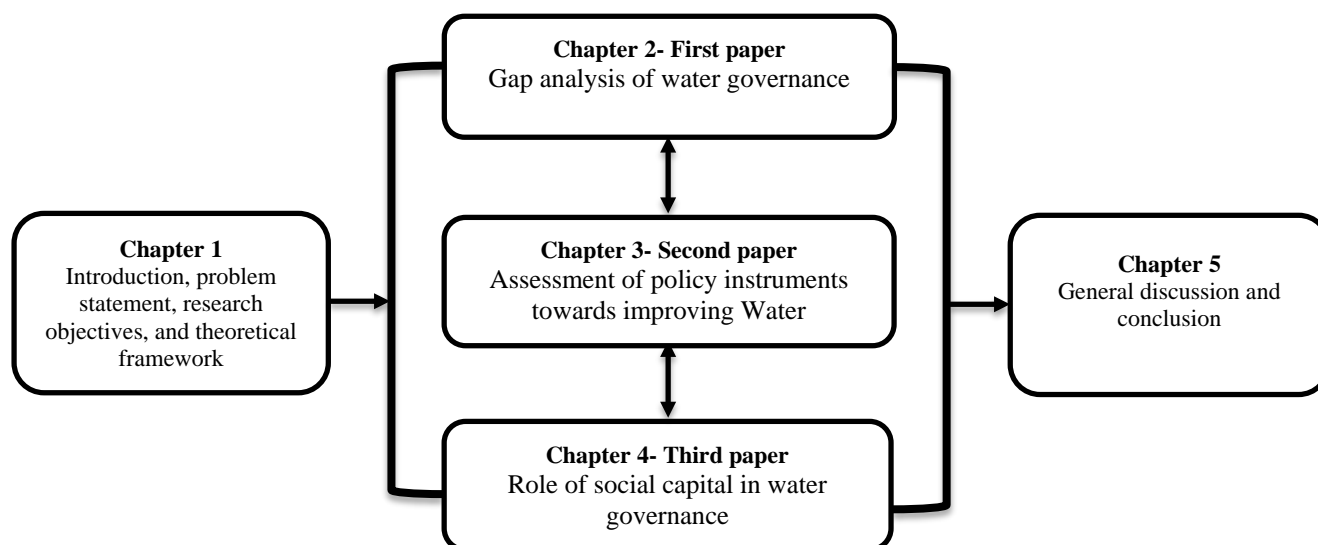 Chapter 2- First paper
Gap analysis of water governance
Chapter 1
Introduction, problem
statement, research
objectives, and theoretical
framework
Chapter 3- Second paper
Assessment of policy instruments
towards improving Water
Chapter 5
General discussion and
conclusion
Chapter 4- Third paper
Role of social capital in water
governance